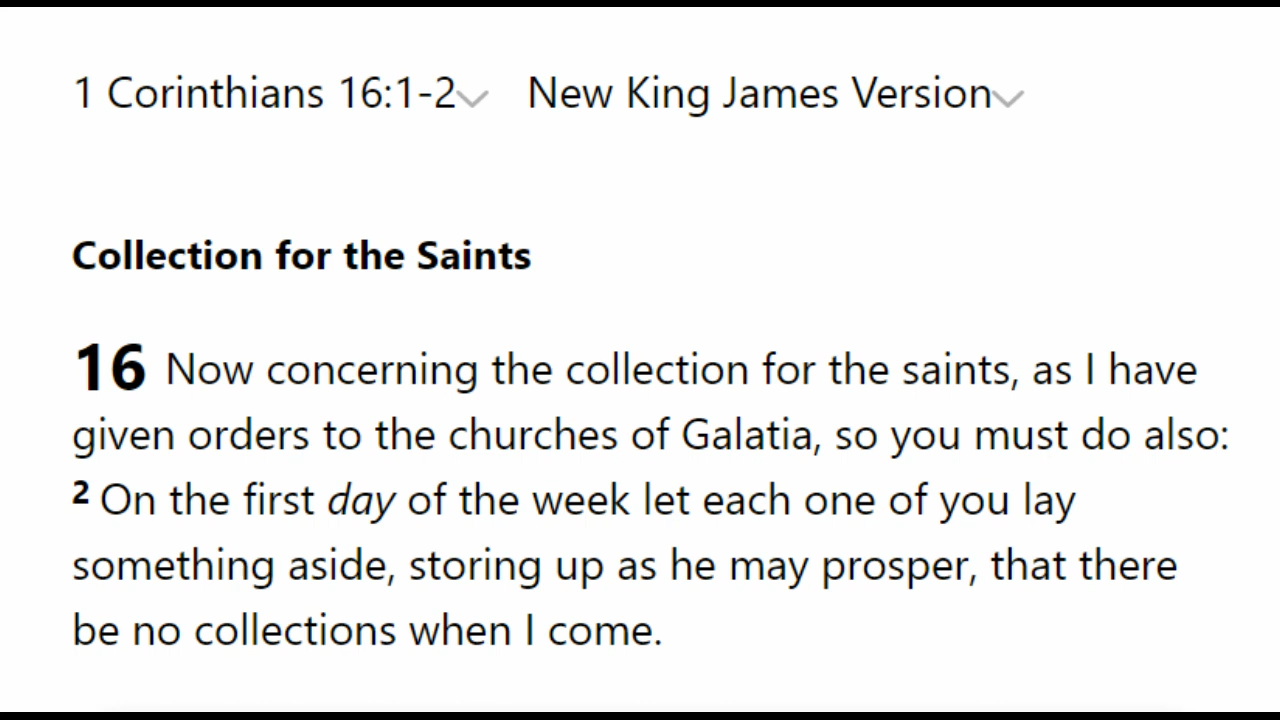 1 Corinthians 16:1-2 New King James Version
Collection for the Saints
16 Now concerning the collection for the saints, as I have
given orders to the churches of Galatia, so you must do also:
2 On the first day of the week let each one of you lay
something aside, storing up as he may prosper, that there
be no collections when I come.